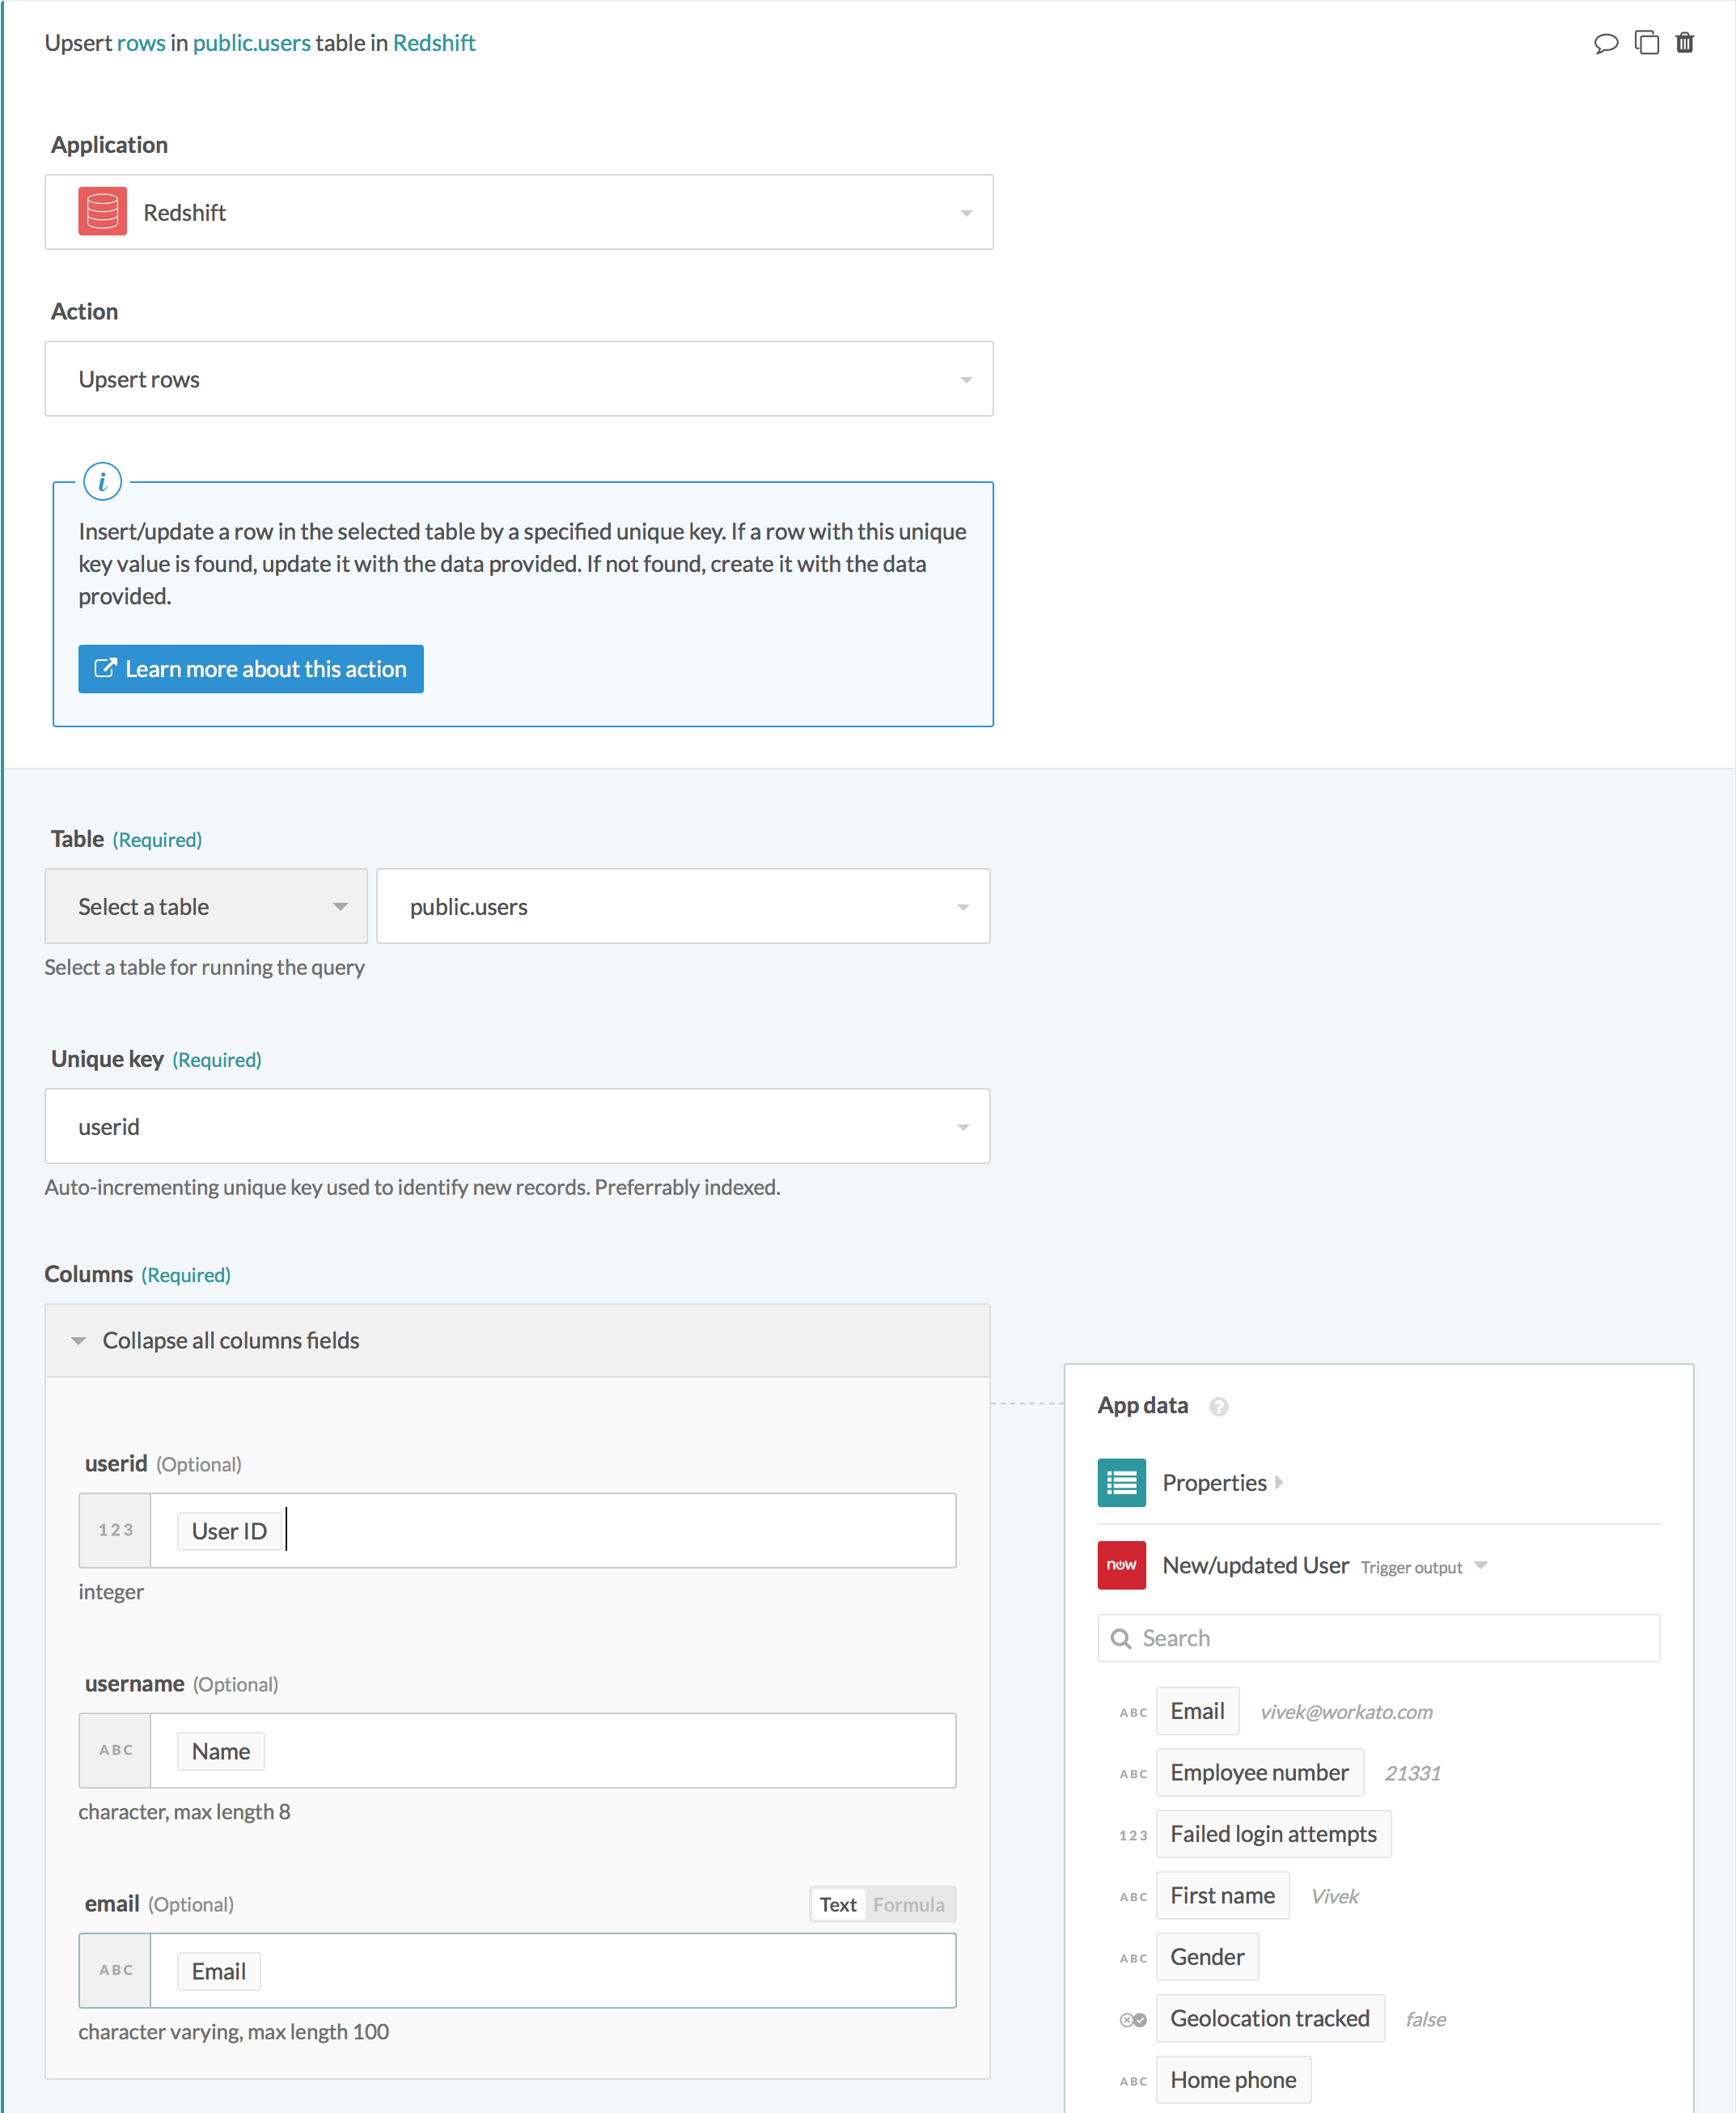 Upsert rows in public.users table in Redshift
Application
Redshift
Action
Upsert rows
i
Insert/update a row in the selected table by a specified unique key. If a row with this unique
key value is found, update it with the data provided. If not found, create it with the data
provided.
Learn more about this action
Table (Required)
Select a table
public.users
Select a table for running the query
Unique key (Required)
userid
Auto-incrementing unique key used to identify new records. Preferrably indexed.
Columns (Required)
Collapse all columns fields
userid (Optional)
123 User ID
integer
username (Optional)
ABC Name
character, max length 8
email (Optional) Text Formula
ABC Email
character varying, max length 100
App data ?
Properties
now New/updated User Trigger output
Search
ABC Email vivek@workato.com
ABC Employee number 21331
123 Failed login attempts
ABC First name Vivek
ABC Gender
Geolocation tracked false
ABC Home phone